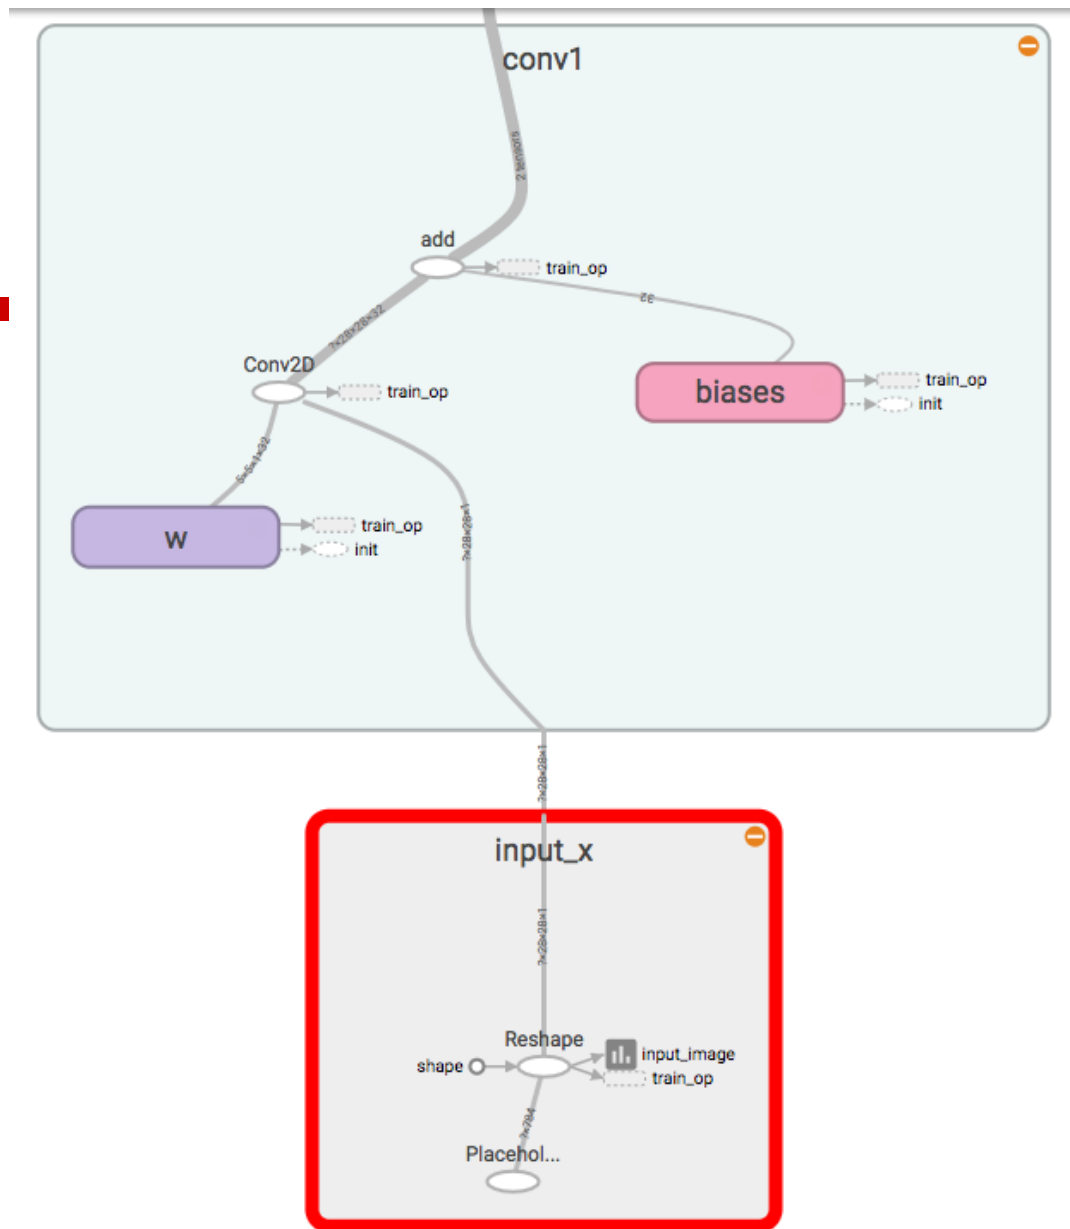 conv1
2 tensors
add
train_op
32
?×28×28×32
Conv2D
train_op
biases
train_op
init
5×5×1×32
w
train_op
init
?×28×28×1
?×28×28×1
input_x
?×28×28×1
Reshape
shape
input_image
train_op
?×784
Placehol...